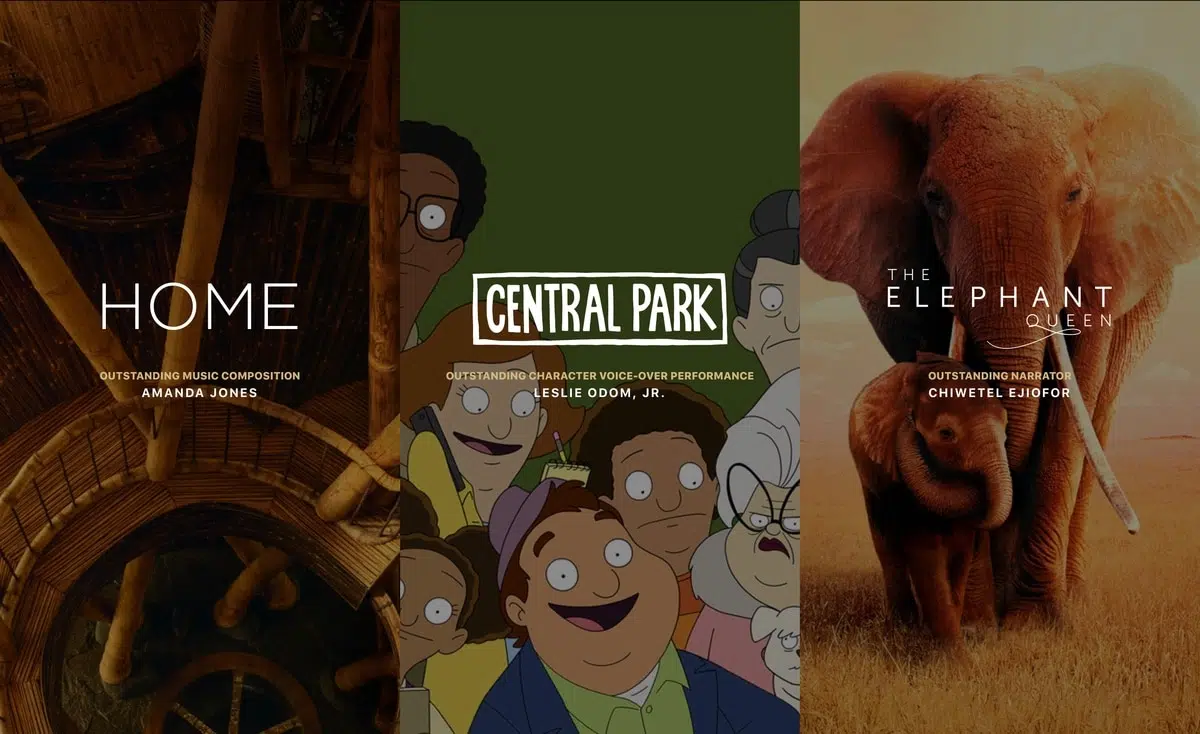 HOME
OUTSTANDING MUSIC COMPOSITION
AMANDA JONES
CENTRAL PARK
OUTSTANDING CHARACTER VOICE-OVER PERFORMANCE
LESLIE ODOM, JR.
THE
ELEPHANT
QUEEN
OUTSTANDING NARRATOR
CHIWETEL EJIOFOR